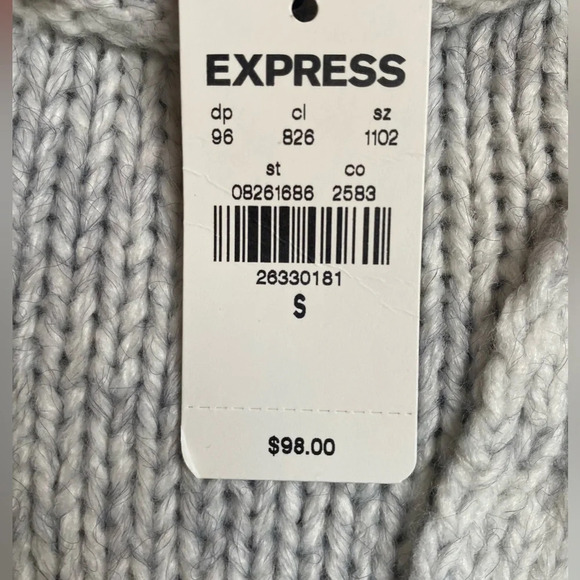 EXPRESS
dp cl sz
96 826 1102
st co
08261686 2583
26330181
S
$98.00